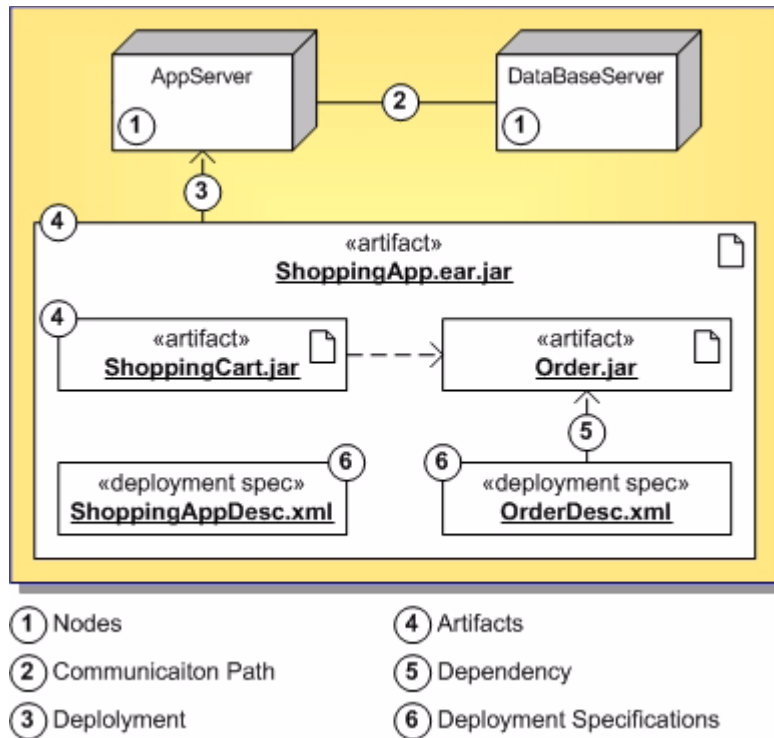 AppServer
DataBaseServer
1
2
1
3
4
«artifact»
ShoppingApp.ear.jar
4
«artifact»
ShoppingCart.jar
«artifact»
Order.jar
5
6
6
«deployment spec»
ShoppingAppDesc.xml
«deployment spec»
OrderDesc.xml
1 Nodes
4 Artifacts
2 Communicaiton Path
5 Dependency
3 Deplolyment
6 Deployment Specifications